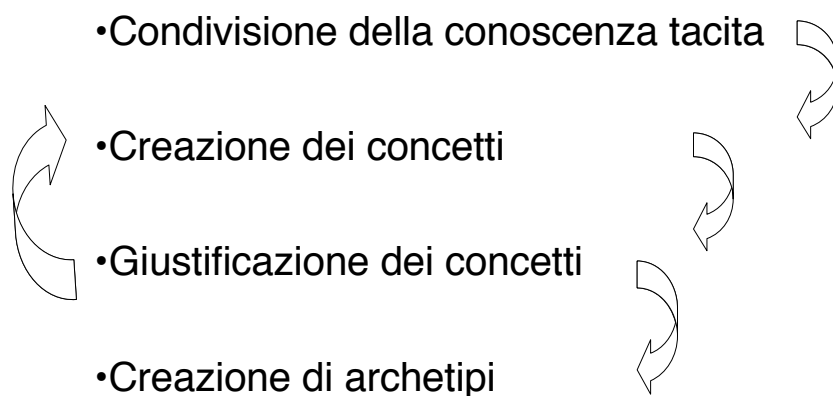 •Condivisione della conoscenza tacita
•Creazione dei concetti
•Giustificazione dei concetti
•Creazione di archetipi